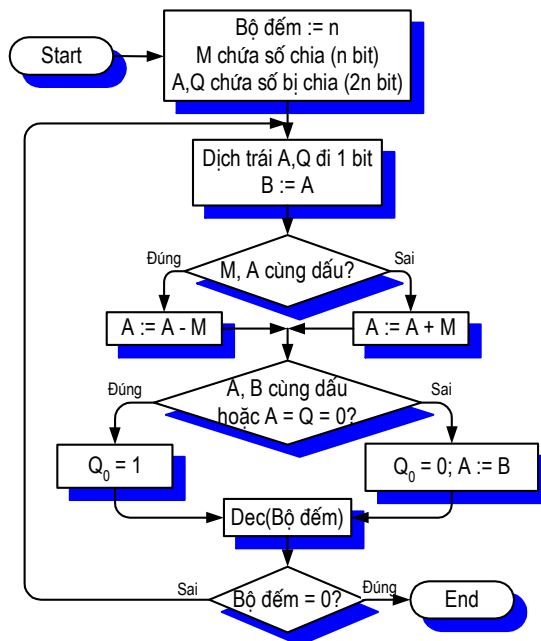 Start
Bộ đếm := n
M chứa số chia (n bit)
A,Q chứa số bị chia (2n bit)
Dịch trái A,Q đi 1 bit
B := A
Đúng
M, A cùng dấu?
Sai
A := A - M
A := A + M
Đúng
A, B cùng dấu
hoặc A = Q = 0?
Sai
Q₀ = 1
Q₀ = 0; A := B
Dec(Bộ đếm)
Sai
Bộ đếm = 0?
Đúng
End